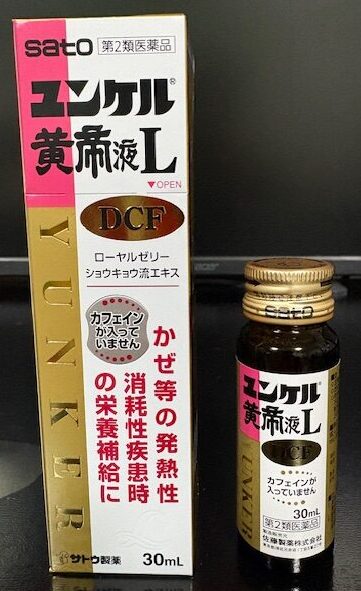 sato 第2類医薬品
ユンケル®
黄帝液L
▼OPEN
DCF
ローヤルゼリー
ショウキョウ流エキス
カフェイン
が入って
いません
かぜ等の発熱性
消耗性疾患時
の栄養補給に
YUNKER
サトウ製薬
30mL
sato
ユンケル
黄帝液L
DCF
カフェインが
入っていません
YUNKER
30mL
第2類医薬品
佐藤製薬株式会社